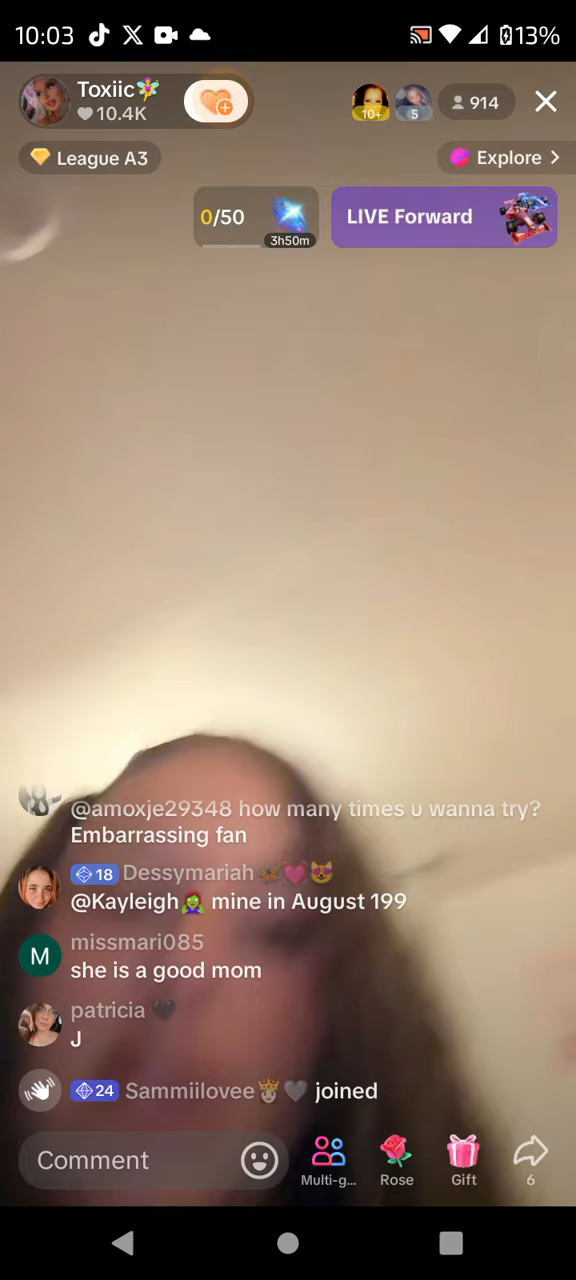 10:03
13%
Toxiic🧚
10.4K
10+
5
914
League A3
Explore
0/50
3h50m
LIVE Forward
@amoxje29348 how many times u wanna try?
Embarrassing fan
18 Dessymariah🦋💓😻
@Kayleigh🧟‍♀️ mine in August 199
M
missmari085
she is a good mom
patricia 🖤
J
24 Sammiilovee🤴🏼🖤 joined
Comment
Multi-g...
Rose
Gift
6